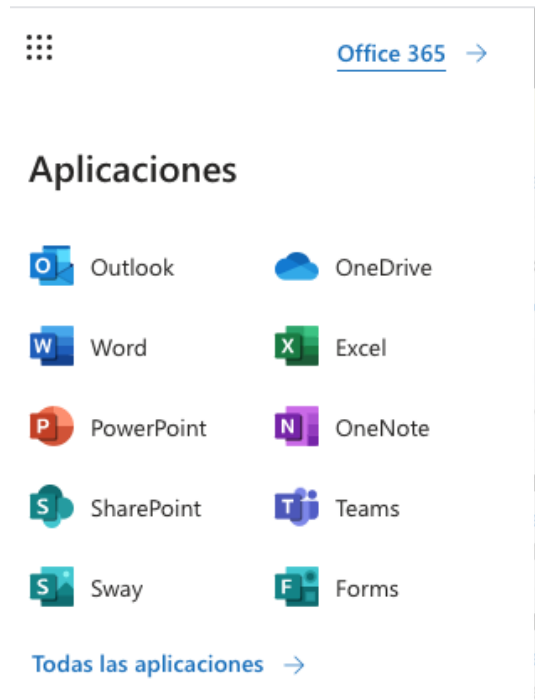 Office 365 →
Aplicaciones
O Outlook
OneDrive
W Word
X Excel
P PowerPoint
N OneNote
S SharePoint
T Teams
S Sway
F Forms
Todas las aplicaciones →